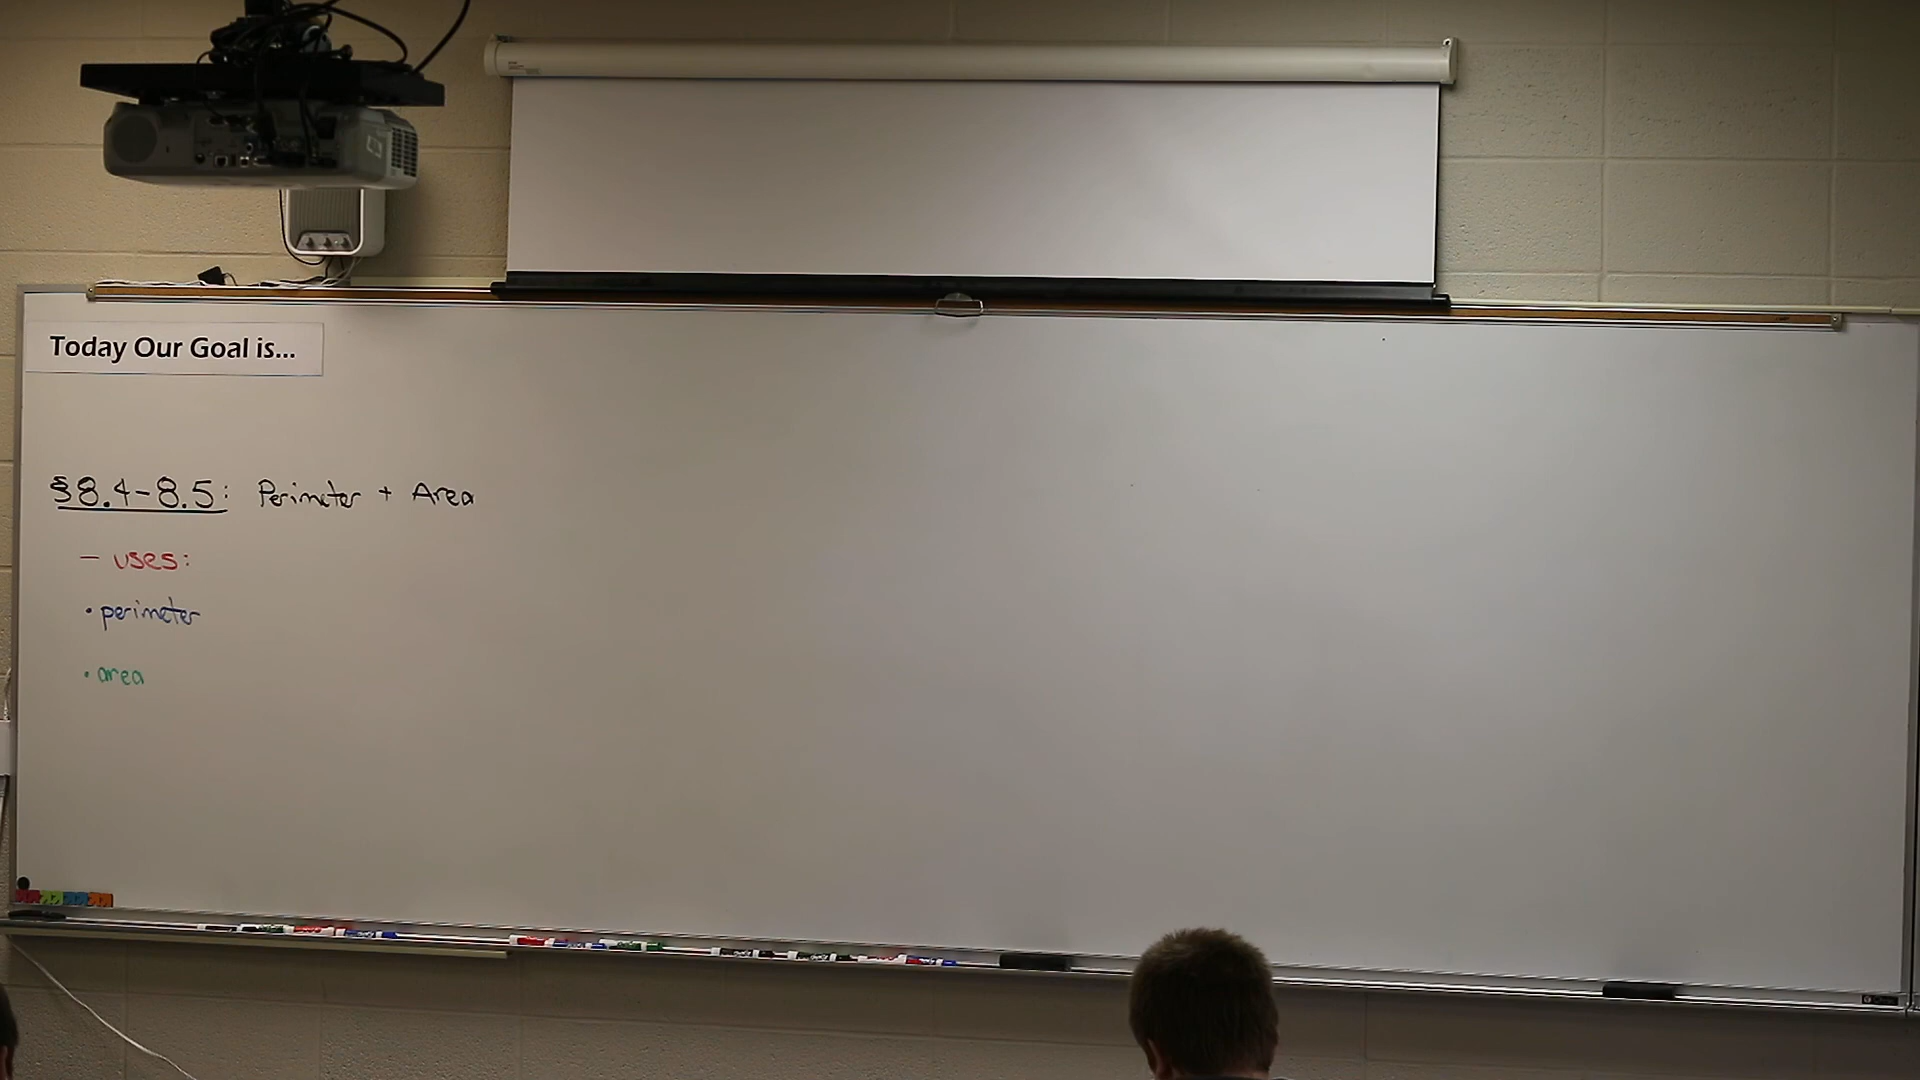 Today Our Goal is...
§8.4-8.5: Perimeter + Area
— uses:
• perimeter
• area